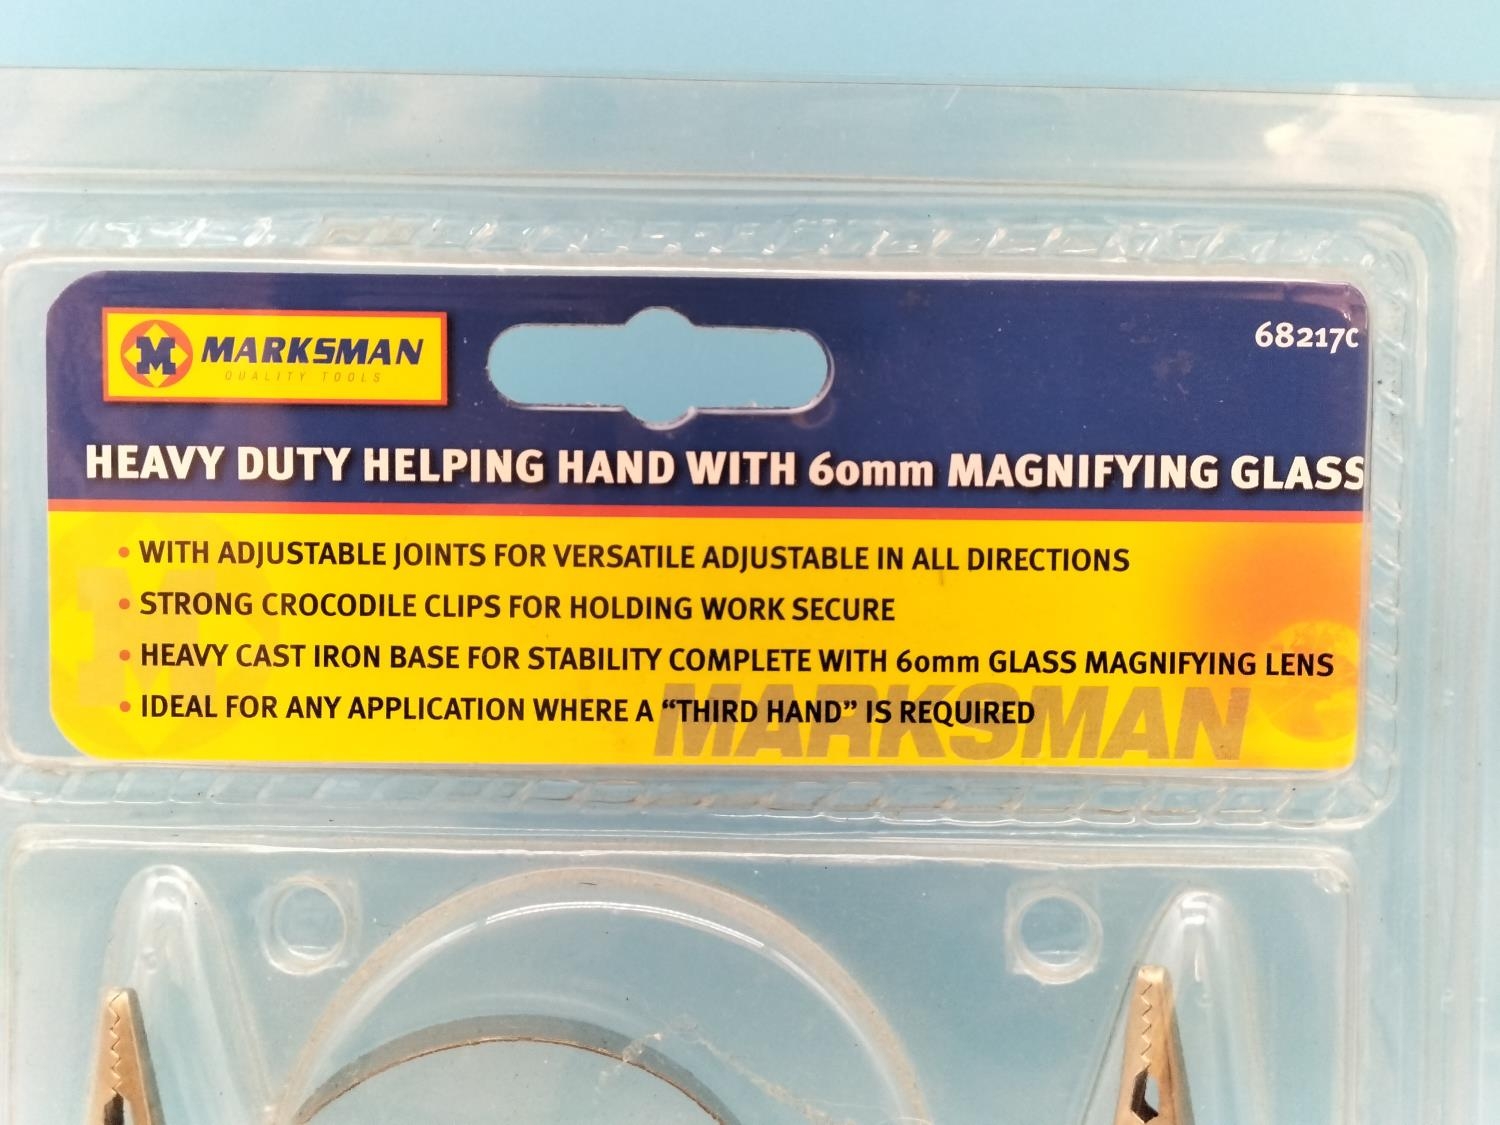 MARKSMAN
QUALITY TOOLS
68217C
HEAVY DUTY HELPING HAND WITH 60mm MAGNIFYING GLASS
• WITH ADJUSTABLE JOINTS FOR VERSATILE ADJUSTABLE IN ALL DIRECTIONS
• STRONG CROCODILE CLIPS FOR HOLDING WORK SECURE
• HEAVY CAST IRON BASE FOR STABILITY COMPLETE WITH 60mm GLASS MAGNIFYING LENS
• IDEAL FOR ANY APPLICATION WHERE A “THIRD HAND” IS REQUIRED
MARKSMAN